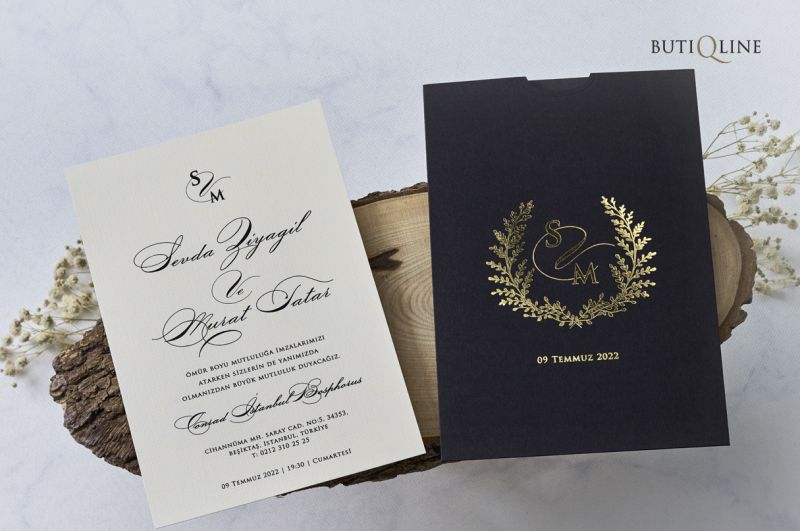 BUTIQLINE
S
M
Sevda Ziyagil
Ve
Murat Tatar
ÖMÜR BOYU MUTLULUĞA İMZALARIMIZI
ATARKEN SİZLERİN DE YANIMIZDA
OLMANIZDAN BÜYÜK MUTLULUK DUYACAĞIZ.
Conrad İstanbul Bosphorus
CİHANNÜMA MH. SARAY CAD. NO:5, 34353,
BEŞİKTAŞ, İSTANBUL, TÜRKİYE
T: 0212 310 25 25
09 TEMMUZ 2022 | 19:30 | CUMARTESİ
S
M
09 TEMMUZ 2022